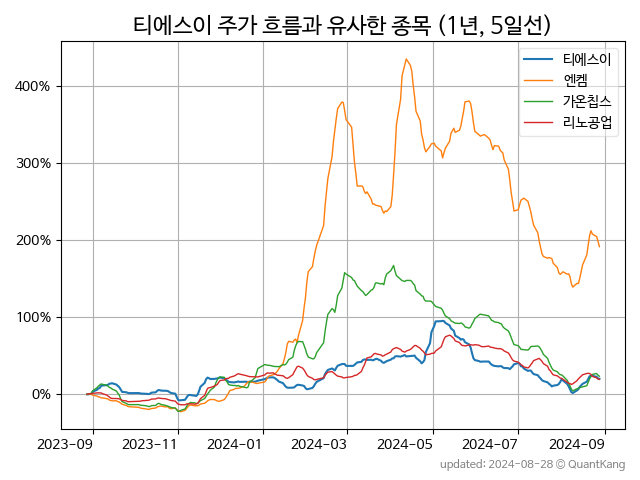 티에스이 주가 흐름과 유사한 종목 (1년, 5일선)
티에스이
엔켐
가온칩스
리노공업
400%
300%
200%
100%
0%
2023-09 2023-11 2024-01 2024-03 2024-05 2024-07 2024-09
updated: 2024-08-28 © QuantKang